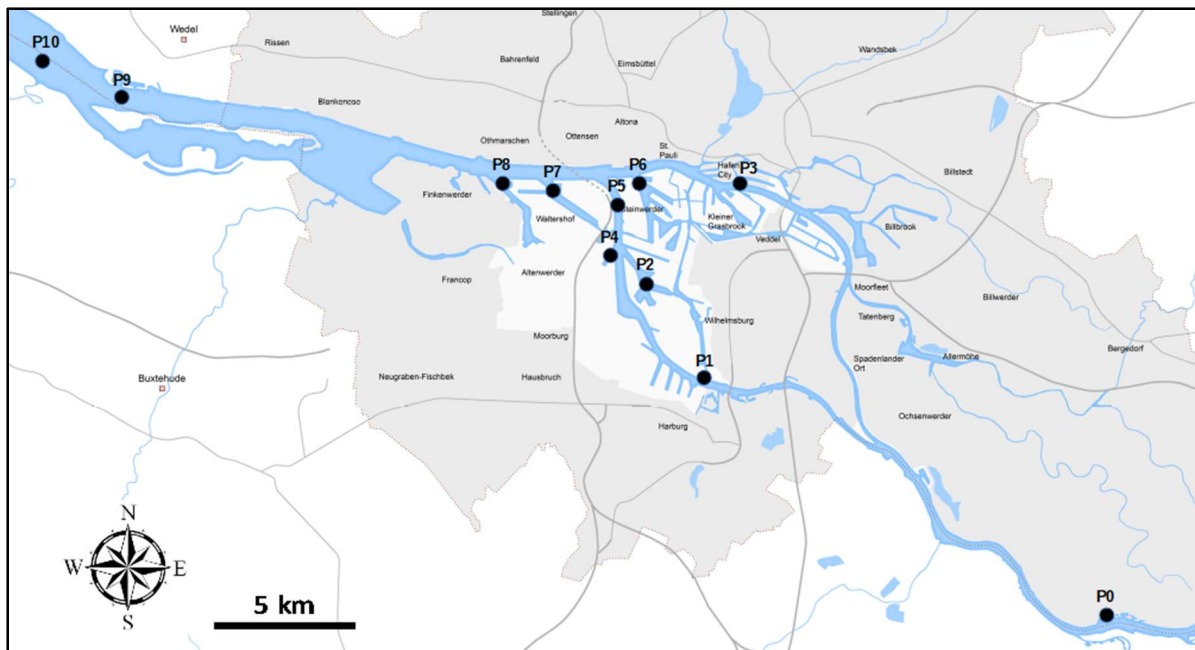 Stellingen
Wedel
P10
Rissen
Wandsbek
Eimsbüttel
Bahrenfeld
P9
Blankenese
Altona
Othmarschen
Ottensen
St.
Pauli
P8
P7
P6
Hafen
City
P3
Billstedt
P5
Finkenwerder
Steinwerder
Waltershof
Kleiner
Grasbrook
Billbrook
Veddel
P4
P2
Altenwerder
Francop
Moorfleet
Billwerder
Tatenberg
Wilhelmsburg
Moorburg
Bergedorf
Allermöhe
P1
Spadenlander
Ort
Buxtehude
Neugraben-Fischbek
Hausbruch
Ochsenwerder
Harburg
N
W
E
S
5 km
P0